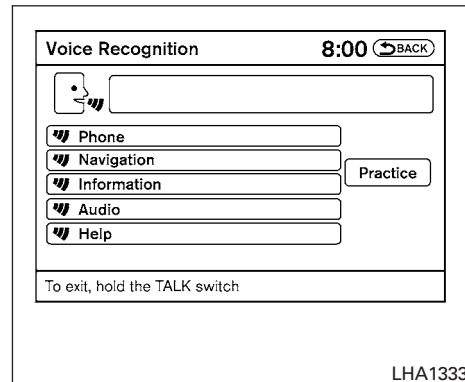 Voice Recognition 8:00 BACK
Phone
Navigation
Practice
Information
Audio
Help
To exit, hold the TALK switch
LHA1333